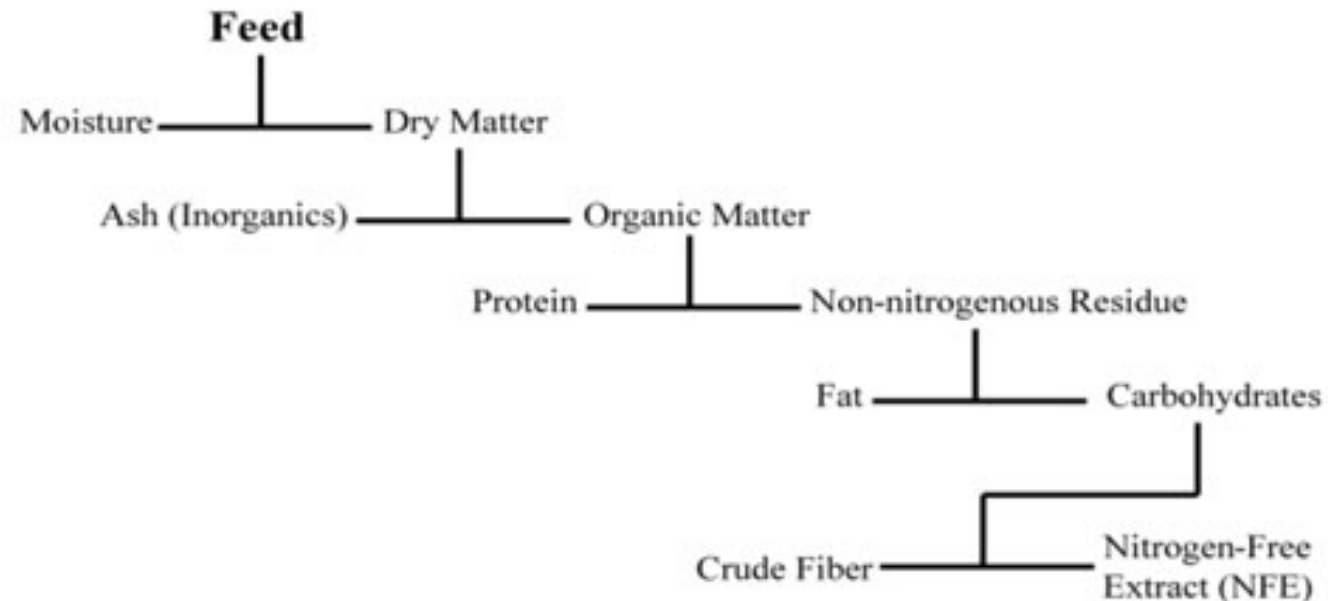 Feed
Moisture
Dry Matter
Ash (Inorganics)
Organic Matter
Protein
Non-nitrogenous Residue
Fat
Carbohydrates
Crude Fiber
Nitrogen-Free
Extract (NFE)